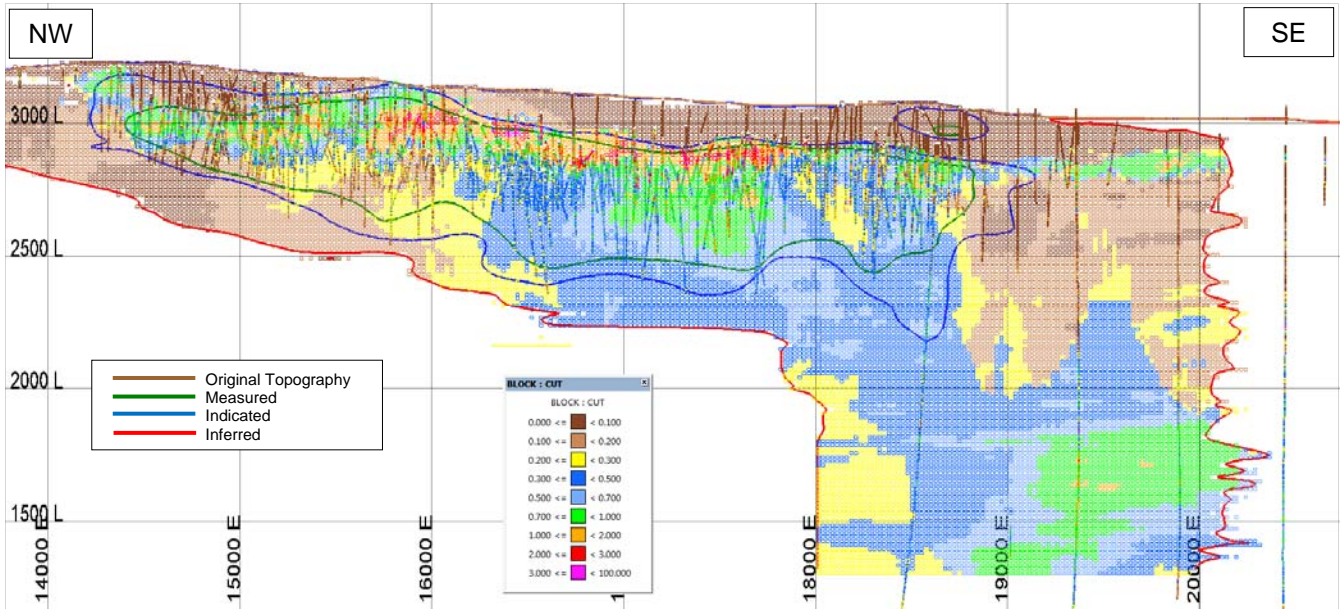 NW
SE
3000 L
2500 L
2000 L
1500 L
Original Topography
Measured
Indicated
Inferred
BLOCK : CUT
x
BLOCK : CUT
0.000 <= < 0.100
0.100 <= < 0.200
0.200 <= < 0.300
0.300 <= < 0.500
0.500 <= < 0.700
0.700 <= < 1.000
1.000 <= < 2.000
2.000 <= < 3.000
3.000 <= < 100.000
14000 E
15000 E
16000 E
18000 E
19000 E
20000 E